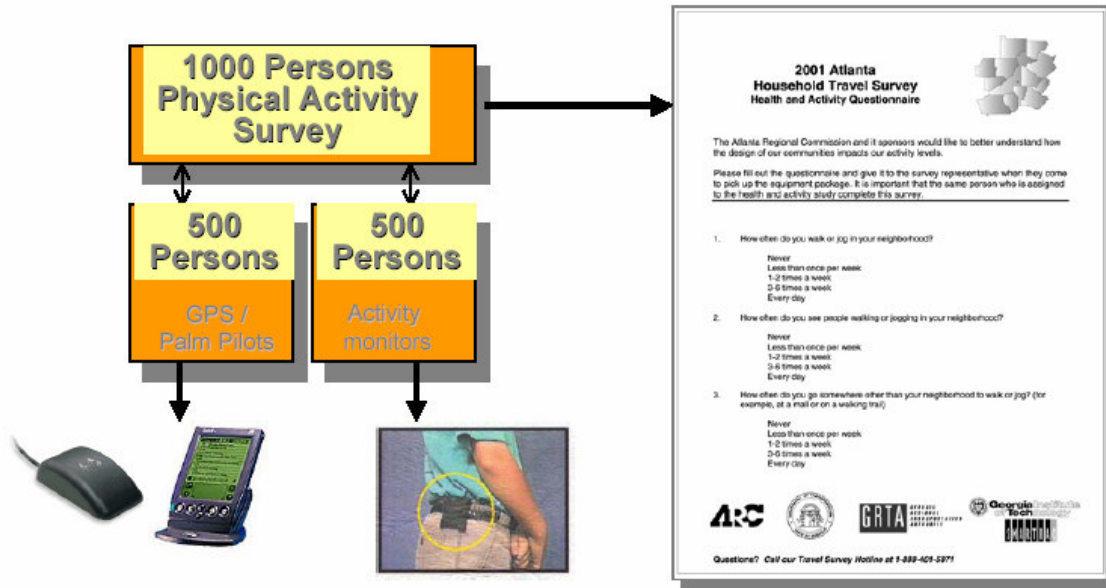 1000 Persons
Physical Activity
Survey
500
Persons
GPS /
Palm Pilots
500
Persons
Activity
monitors
2001 Atlanta
Household Travel Survey
Health and Activity Questionnaire
The Atlanta Regional Commission and it sponsors would like to better understand how
the design of our communities impacts our activity levels.
Please fill out the questionnaire and give it to the survey representative when they come
to pick up the equipment package. It is important that the same person who is assigned
to the health and activity study complete this survey.
1. How often do you walk or jog in your neighborhood?
Never
Less than once per week
1-2 times a week
3-6 times a week
Every day
2. How often do you see people walking or jogging in your neighborhood?
Never
Less than once per week
1-2 times a week
3-6 times a week
Every day
3. How often do you go somewhere other than your neighborhood to walk or jog? (for
example, at a mall or on a walking trail)
Never
Less than once per week
1-2 times a week
3-6 times a week
Every day
ARC
GRTA
GEORGIA
REGIONAL
TRANSPORTATION
AUTHORITY
Georgia Institute
of Technology
Questions? Call our Travel Survey Hotline at 1-888-401-5971